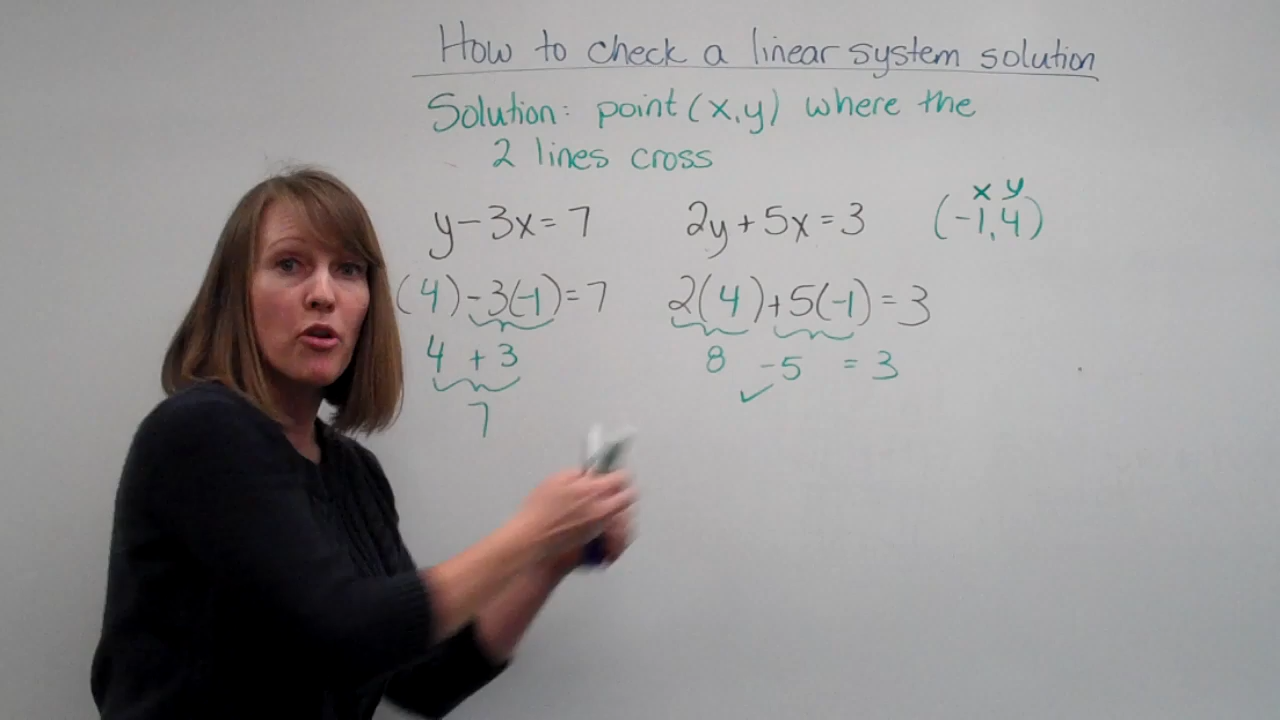 How to check a linear system solution
Solution: point (x,y) where the
2 lines cross
x y
y-3x=7 2y+5x=3 (-1,4)
(4)-3(-1)=7 2(4)+5(-1)=3
4 +3 8 -5 =3
✓
7